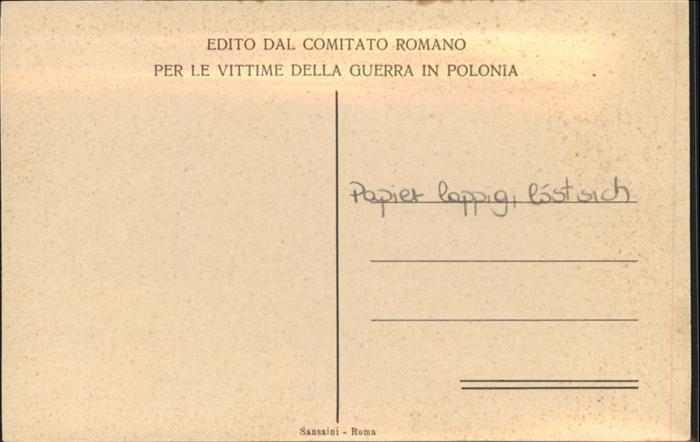 EDITO DAL COMITATO ROMANO
PER LE VITTIME DELLA GUERRA IN POLONIA
Papier lappig, löst sich
Sansaini - Roma